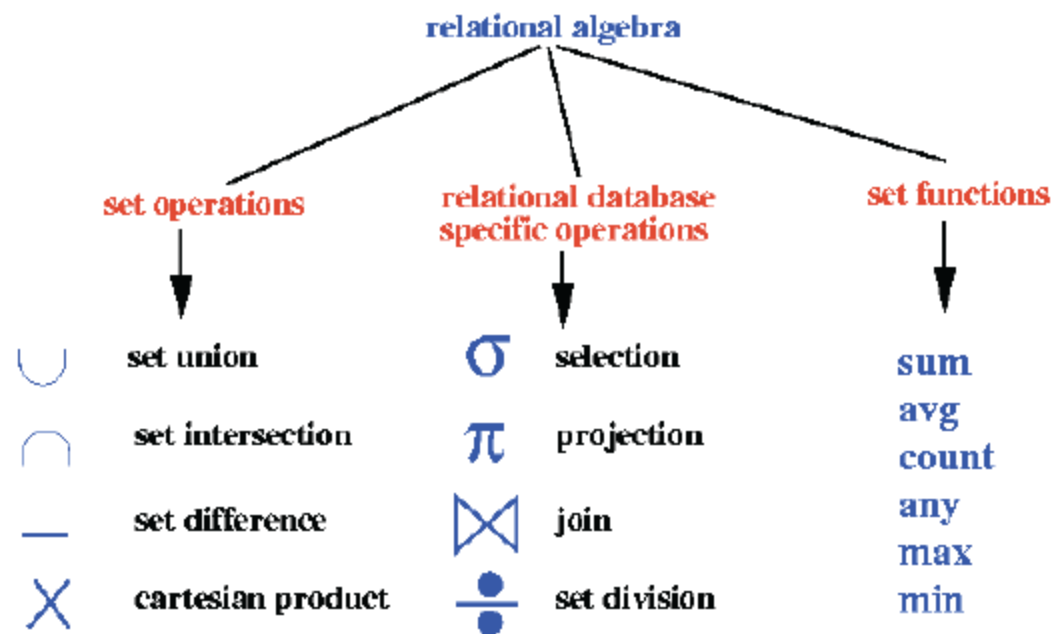 relational algebra
set operations
relational database
specific operations
set functions
∪ set union
∩ set intersection
− set difference
× cartesian product
σ selection
π projection
⋈ join
÷ set division
sum
avg
count
any
max
min